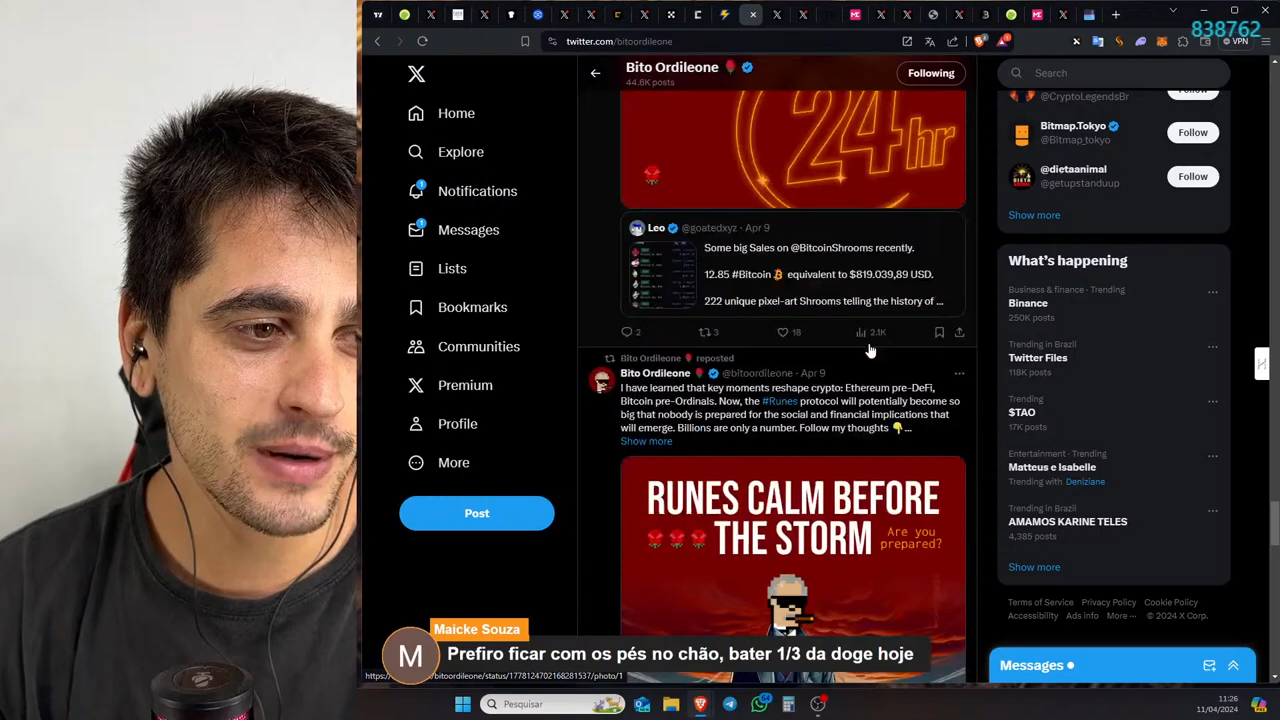 838762
twitter.com/bitoordileone
VPN
Bito Ordileone
44.6K posts
Following
Search
Home
Explore
Notifications
Messages
Lists
Bookmarks
Communities
Premium
Profile
More
Post
24hr
Leo @goatedxyz · Apr 9
Some big Sales on @BitcoinShrooms recently.
12.85 #Bitcoin equivalent to $819.039,89 USD.
222 unique pixel-art Shrooms telling the history of ...
2 3 18 2.1K
Bito Ordileone reposted
Bito Ordileone @bitoordileone · Apr 9
I have learned that key moments reshape crypto: Ethereum pre-DeFi,
Bitcoin pre-Ordinals. Now, the #Runes protocol will potentially become so
big that nobody is prepared for the social and financial implications that
will emerge. Billions are only a number. Follow my thoughts ...
Show more
RUNES CALM BEFORE
THE STORM
Are you
prepared?
@CryptoLegendsBr
Follow
Bitmap.Tokyo
@Bitmap_tokyo
Follow
@dietaanimal
@getupstanduup
Follow
Show more
What's happening
Business & finance · Trending
Binance
250K posts
Trending in Brazil
Twitter Files
118K posts
Trending
$TAO
17K posts
Entertainment · Trending
Matteus e Isabelle
Trending with Deniziane
Trending in Brazil
AMAMOS KARINE TELES
4,385 posts
Show more
Terms of Service Privacy Policy Cookie Policy
Accessibility Ads info More ··· © 2024 X Corp.
Messages
Maicke Souza
M
Prefiro ficar com os pés no chão, bater 1/3 da doge hoje
bitoordileone/status/1778124702168281537/photo/1
Pesquisar
11:26
11/04/2024